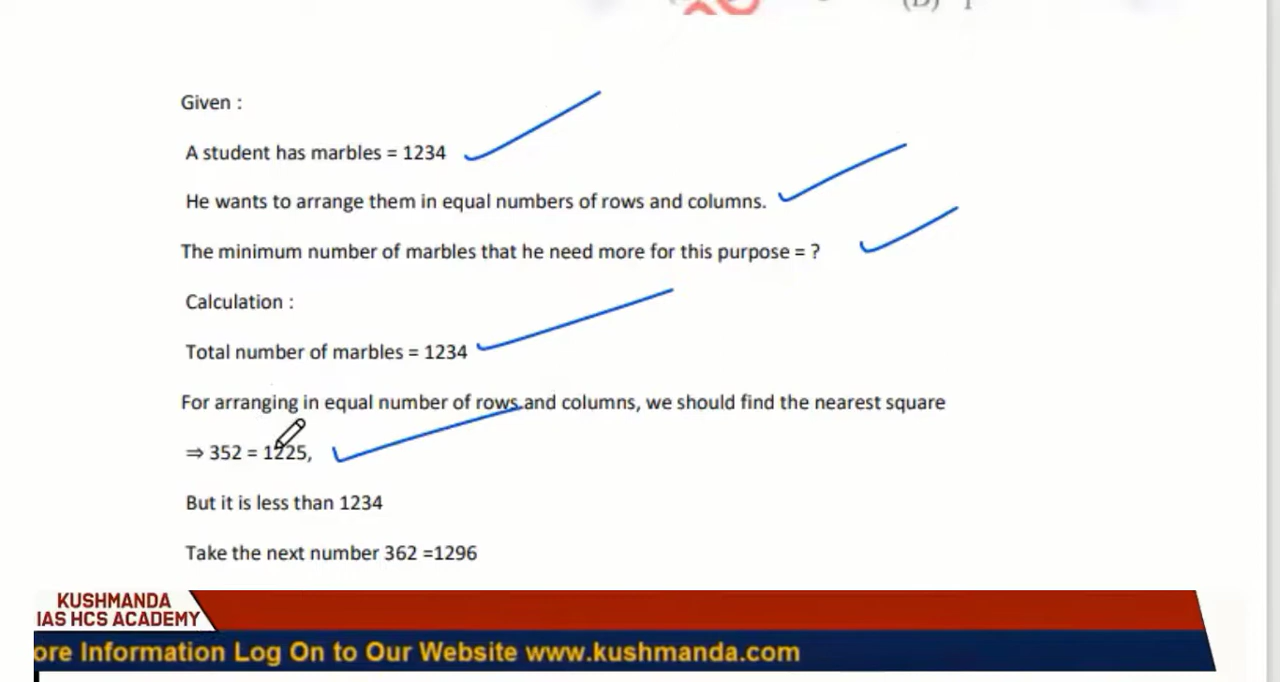 (D) 1
Given :
A student has marbles = 1234
He wants to arrange them in equal numbers of rows and columns.
The minimum number of marbles that he need more for this purpose = ?
Calculation :
Total number of marbles = 1234
For arranging in equal number of rows and columns, we should find the nearest square
⇒ 352 = 1225,
But it is less than 1234
Take the next number 362 =1296
KUSHMANDA
IAS HCS ACADEMY
ore Information Log On to Our Website www.kushmanda.com